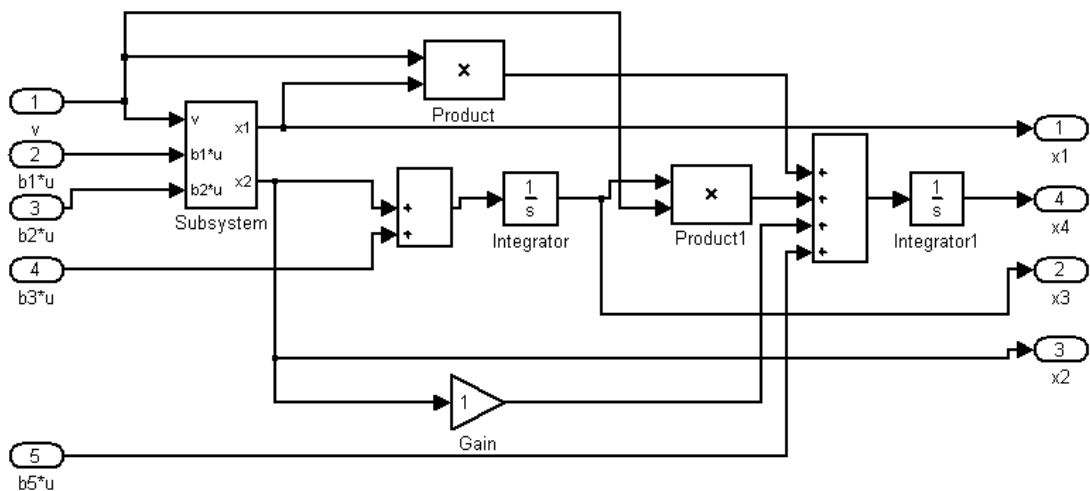 ×
Product
1
v
v
x1
1
x1
2
b1*u
b1*u
x2
b2*u
Subsystem
3
b2*u
+
+
1
s
Integrator
×
Product1
+
+
+
+
1
s
Integrator1
4
x4
4
b3*u
2
x3
3
x2
1
Gain
5
b5*u